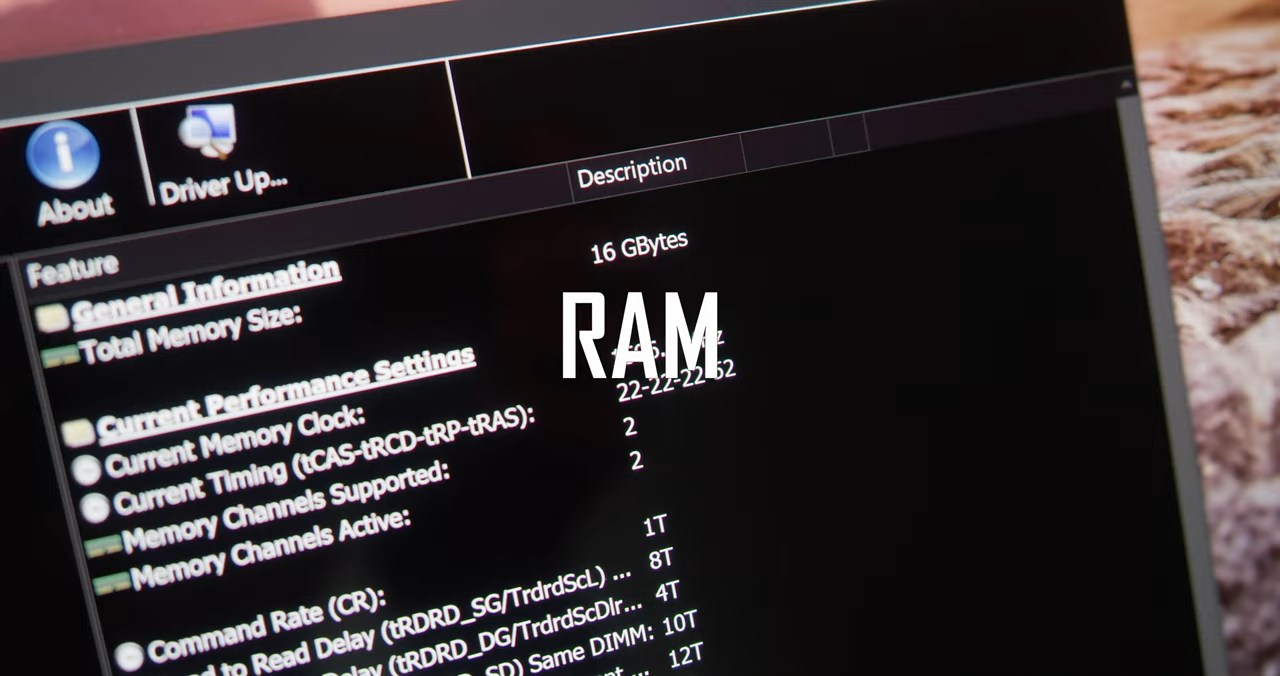 About
Driver Up...
Feature
Description
General Information
Total Memory Size:
16 GBytes
RAM
Current Performance Settings
Current Memory Clock:
Current Timing (tCAS-tRCD-tRP-tRAS):
22-22-22-52
Memory Channels Supported:
2
Memory Channels Active:
2
Command Rate (CR):
1T
to Read Delay (tRDRD_SG/TrdrdScL) ...
8T
Delay (tRDRD_DG/TrdrdScDlr...
4T
Same DIMM:
10T
12T